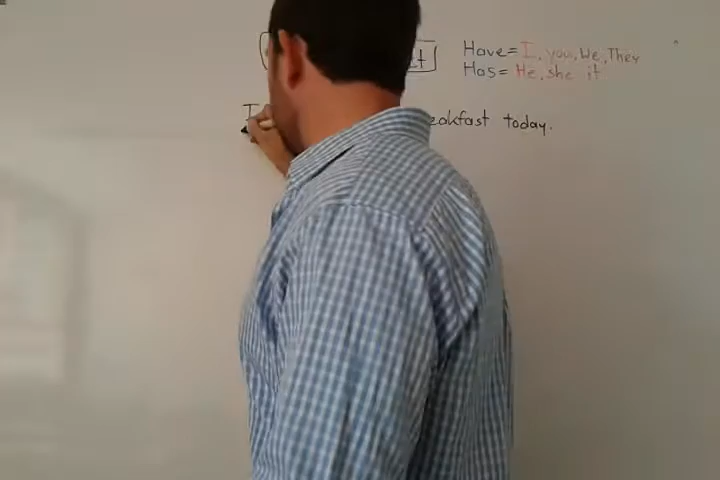 Have= I, you, We, They
Has= He, she it
I eakfast today.